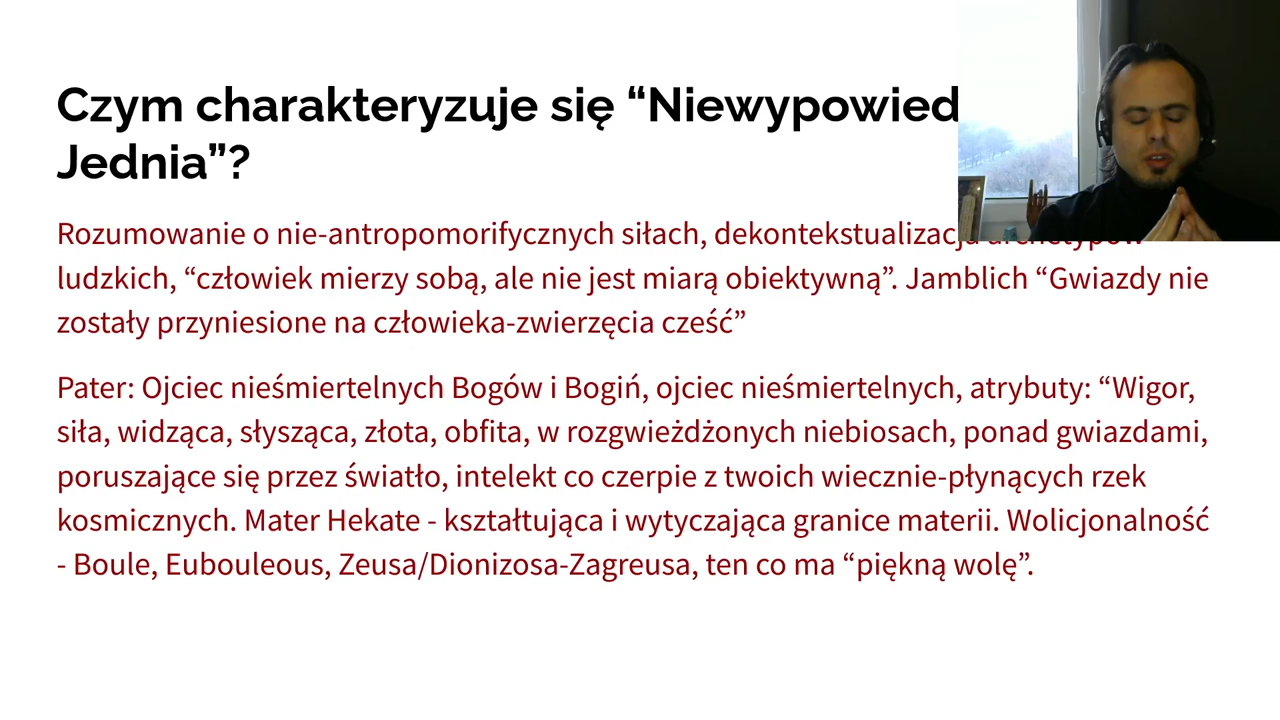 Czym charakteryzuje się “Niewypowied
Jednia”?
Rozumowanie o nie-antropomorificznych siłach, dekontekstualizacja archetypów
ludzkich, “człowiek mierzy sobą, ale nie jest miarą obiektywną”. Jamblich “Gwiazdy nie
zostały przyniesione na człowieka-zwierzęcia cześć”
Pater: Ojciec nieśmiertelnych Bogów i Bogiń, ojciec nieśmiertelnych, atrybuty: “Wigor,
siła, widząca, słysząca, złota, obfita, w rozgwieżdżonych niebiosach, ponad gwiazdami,
poruszające się przez światło, intelekt co czerpie z twoich wiecznie-płynących rzek
kosmicznych. Mater Hekate - kształtująca i wytyczająca granice materii. Wolicjonalność
- Boule, Eubouleous, Zeusa/Dionizosa-Zagreusa, ten co ma “piękną wolę”.